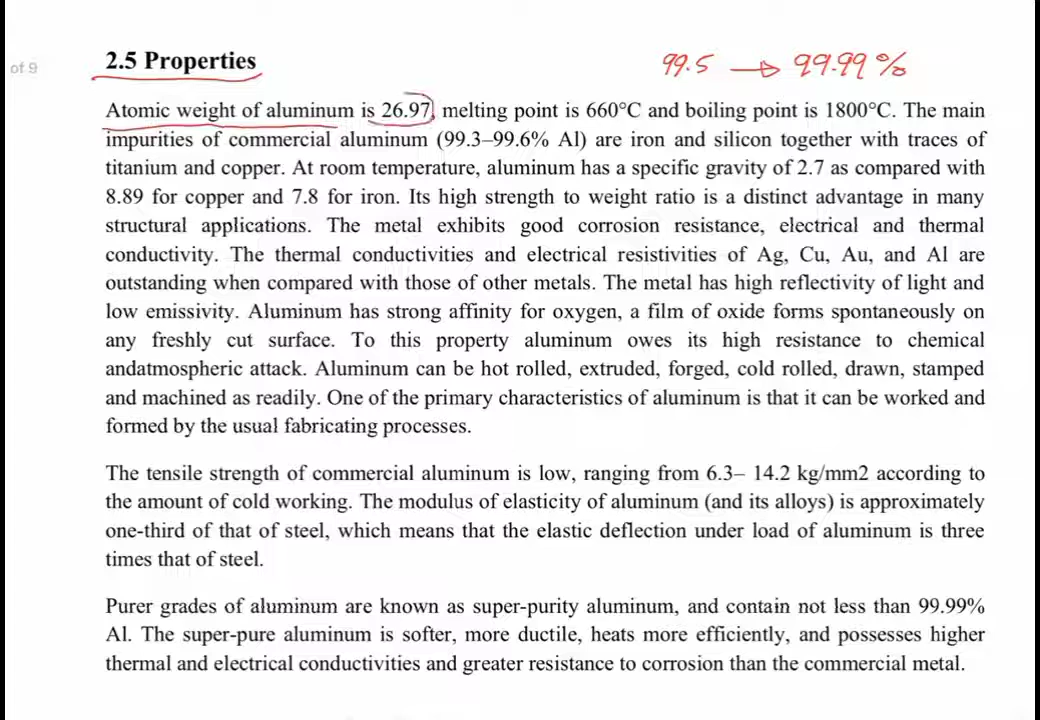 2.5 Properties
99.5 → 99.99%
of 9
Atomic weight of aluminum is 26.97, melting point is 660°C and boiling point is 1800°C. The main
impurities of commercial aluminum (99.3–99.6% Al) are iron and silicon together with traces of
titanium and copper. At room temperature, aluminum has a specific gravity of 2.7 as compared with
8.89 for copper and 7.8 for iron. Its high strength to weight ratio is a distinct advantage in many
structural applications. The metal exhibits good corrosion resistance, electrical and thermal
conductivity. The thermal conductivities and electrical resistivities of Ag, Cu, Au, and Al are
outstanding when compared with those of other metals. The metal has high reflectivity of light and
low emissivity. Aluminum has strong affinity for oxygen, a film of oxide forms spontaneously on
any freshly cut surface. To this property aluminum owes its high resistance to chemical
andatmospheric attack. Aluminum can be hot rolled, extruded, forged, cold rolled, drawn, stamped
and machined as readily. One of the primary characteristics of aluminum is that it can be worked and
formed by the usual fabricating processes.
The tensile strength of commercial aluminum is low, ranging from 6.3– 14.2 kg/mm2 according to
the amount of cold working. The modulus of elasticity of aluminum (and its alloys) is approximately
one-third of that of steel, which means that the elastic deflection under load of aluminum is three
times that of steel.
Purer grades of aluminum are known as super-purity aluminum, and contain not less than 99.99%
Al. The super-pure aluminum is softer, more ductile, heats more efficiently, and possesses higher
thermal and electrical conductivities and greater resistance to corrosion than the commercial metal.